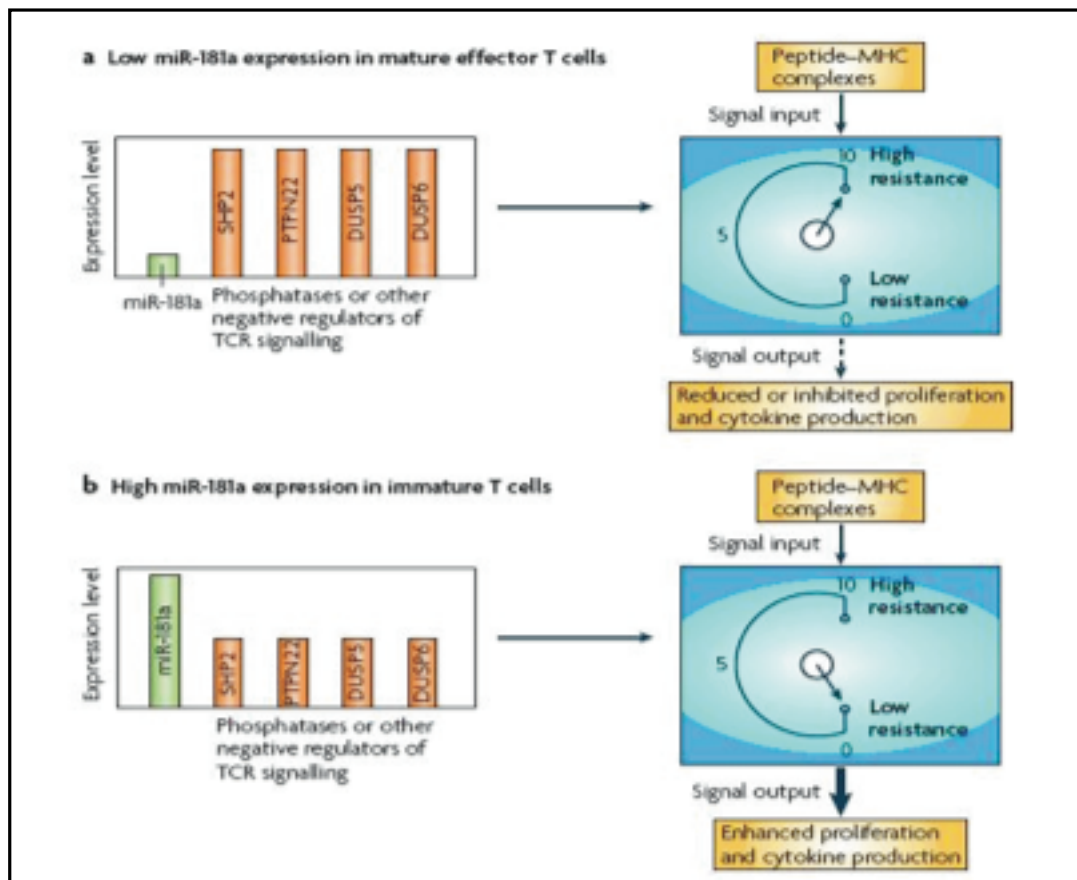 a Low miR-181a expression in mature effector T cells
Peptide–MHC
complexes
Signal input
Expression level
SHP2
PTPN22
DUSP5
DUSP6
miR-181a
Phosphatases or other
negative regulators of
TCR signalling
10
High
resistance
5
Low
resistance
0
Signal output
Reduced or inhibited proliferation
and cytokine production
b High miR-181a expression in immature T cells
Peptide–MHC
complexes
Signal input
Expression level
miR-181a
SHP2
PTPN22
DUSP5
DUSP6
Phosphatases or other
negative regulators of
TCR signalling
10
High
resistance
5
Low
resistance
0
Signal output
Enhanced proliferation
and cytokine production